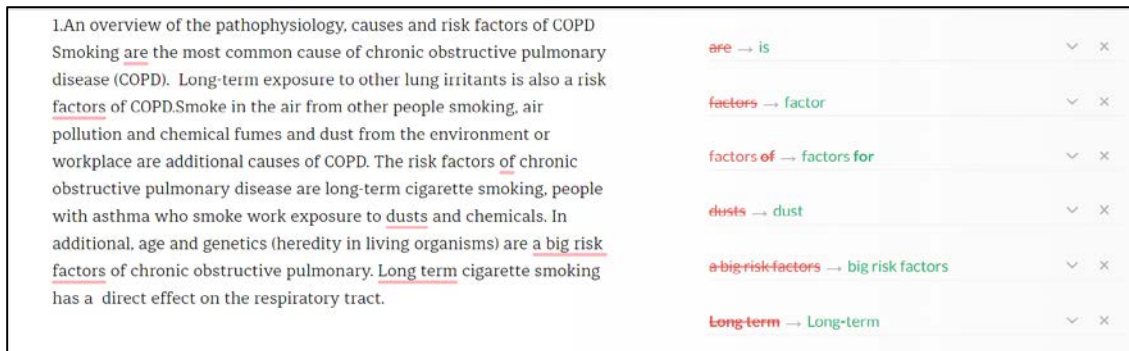 1.An overview of the pathophysiology, causes and risk factors of COPD
Smoking are the most common cause of chronic obstructive pulmonary
disease (COPD).  Long-term exposure to other lung irritants is also a risk
factors of COPD.Smoke in the air from other people smoking, air
pollution and chemical fumes and dust from the environment or
workplace are additional causes of COPD. The risk factors of chronic
obstructive pulmonary disease are long-term cigarette smoking, people
with asthma who smoke work exposure to dusts and chemicals. In
additional, age and genetics (heredity in living organisms) are a big risk
factors of chronic obstructive pulmonary. Long term cigarette smoking
has a  direct effect on the respiratory tract.
are → is
factors → factor
factors of → factors for
dusts → dust
a big risk factors → big risk factors
Long term → Long-term